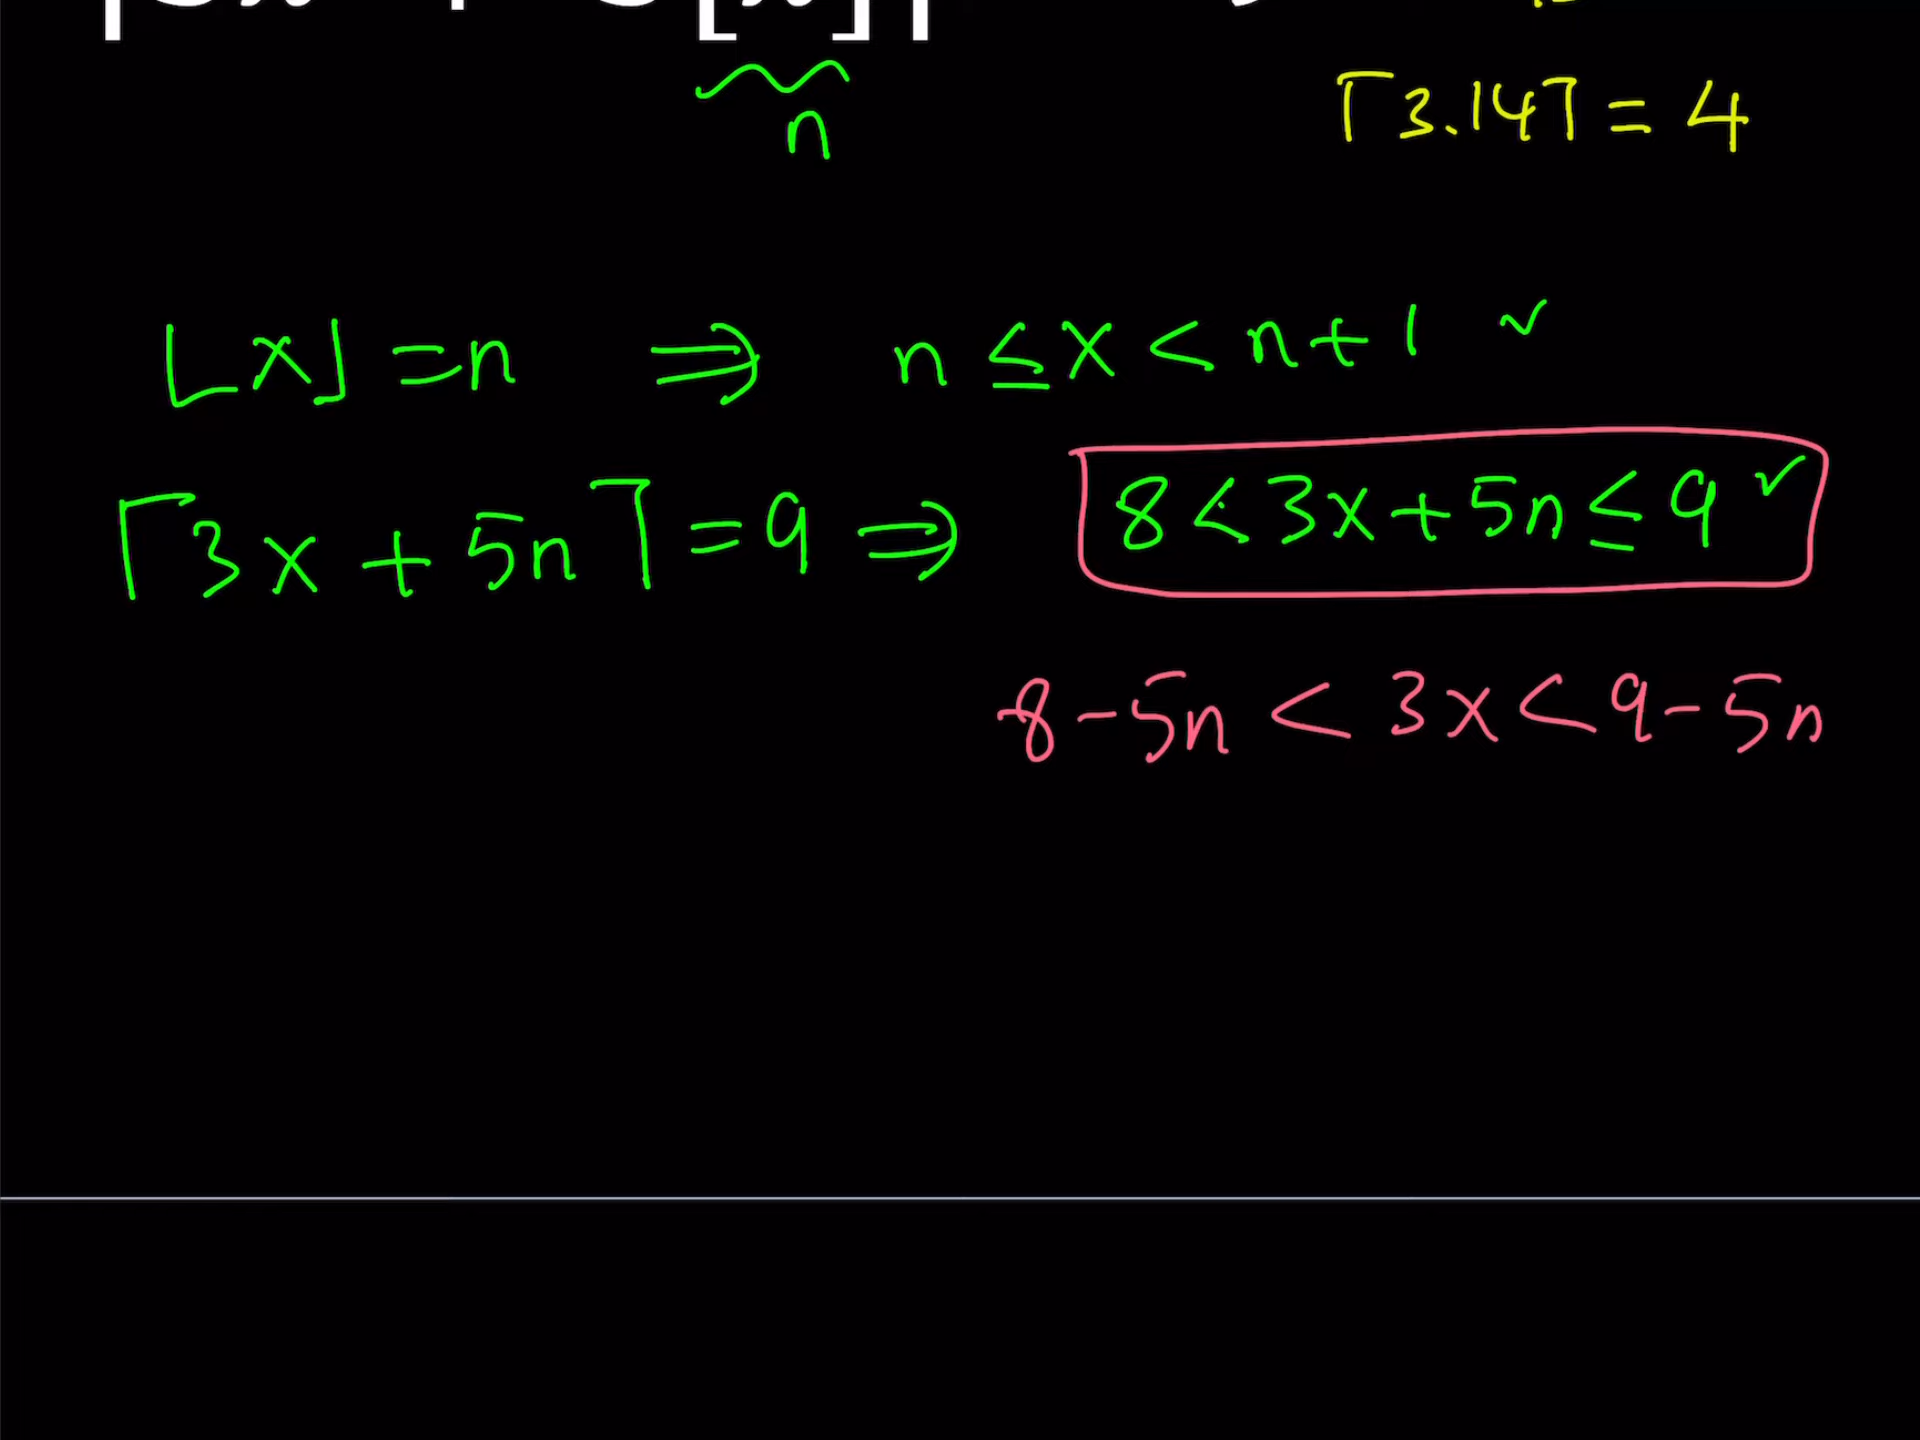 n
⌈3.14⌉ = 4
⌊x⌋ = n ⇒ n ≤ x < n + 1 ✓
⌈3x + 5n⌉ = 9 ⇒ 8 < 3x + 5n ≤ 9 ✓
8 - 5n < 3x < 9 - 5n